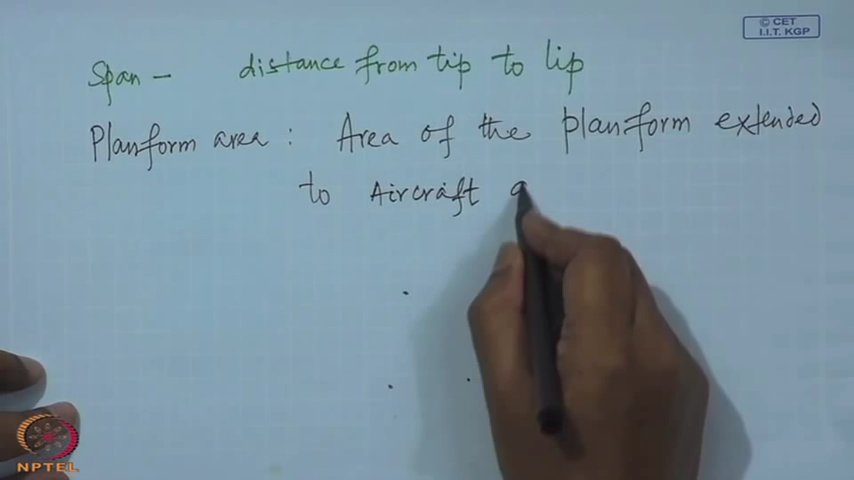 © CET
I.I.T. KGP
Span - distance from tip to lip
Planform area : Area of the planform extended
to Aircraft
NPTEL